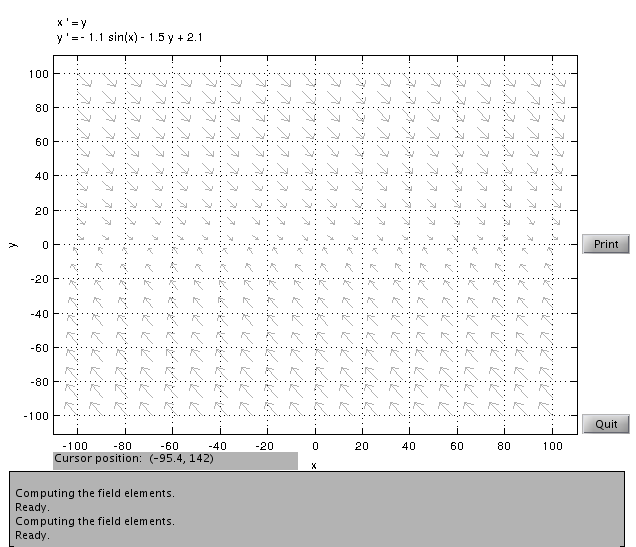 x ' = y
y ' = - 1.1 sin(x) - 1.5 y + 2.1
100
80
60
40
20
0
-20
-40
-60
-80
-100
y
Print
Quit
-100 -80 -60 -40 -20 0 20 40 60 80 100
x
Cursor position: (-95.4, 142)
Computing the field elements.
Ready.
Computing the field elements.
Ready.